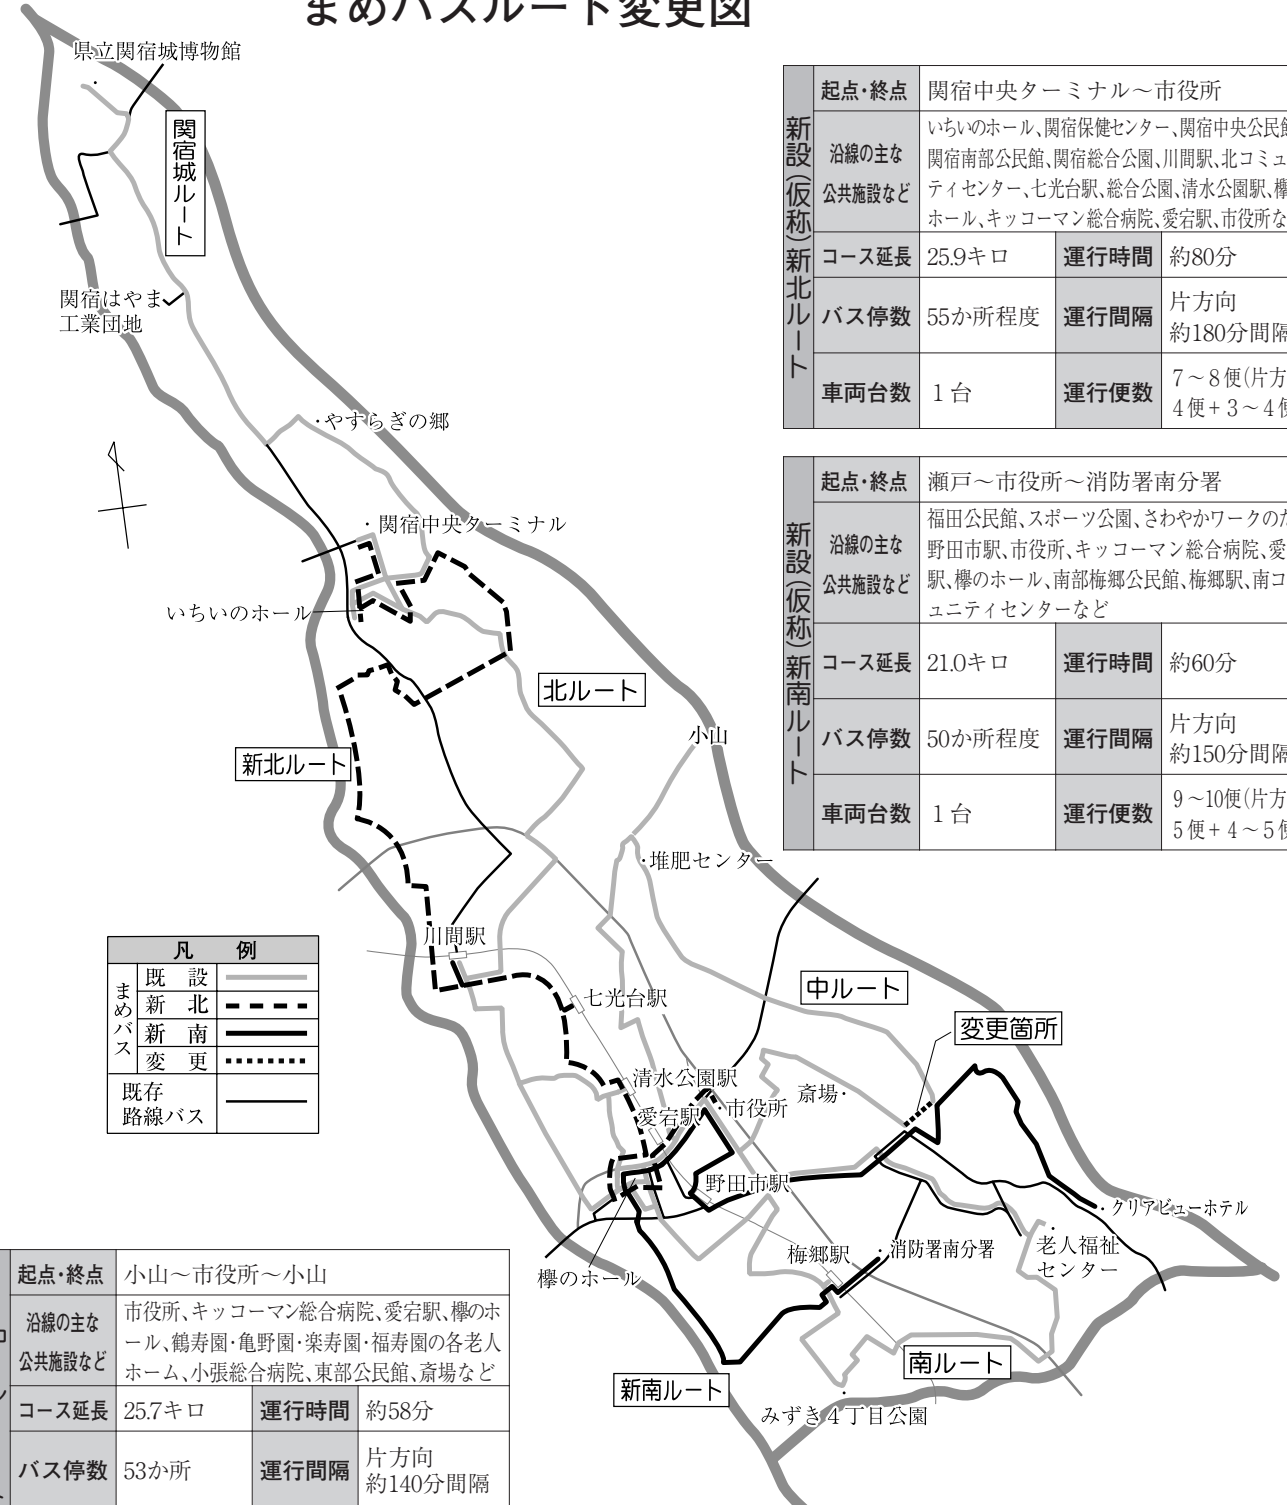 まめバスルート変更図
県立関宿城博物館
関宿城ルート
関宿はやま
工業団地
・やすらぎの郷
・関宿中央ターミナル
いちいのホール
北ルート
新北ルート
小山
・堆肥センター
川間駅
七光台駅
中ルート
変更箇所
清水公園駅
愛宕駅
・市役所
斎場・
野田市駅
・クリアビューホテル
梅郷駅
・消防署南分署
老人福祉
センター
欅のホール
南ルート
新南ルート
みずき4丁目公園
凡 例
まめバス
既 設
新 北
新 南
変 更
既存
路線バス
新設(仮称)新北ルート
起点・終点 関宿中央ターミナル～市役所
沿線の主な
公共施設など
いちいのホール、関宿保健センター、関宿中央公民館
関宿南部公民館、関宿総合公園、川間駅、北コミュ
ティセンター、七光台駅、総合公園、清水公園駅、欅
ホール、キッコーマン総合病院、愛宕駅、市役所な
コース延長 25.9キロ 運行時間 約80分
バス停数 55か所程度 運行間隔 片方向
約180分間隔
車両台数 1台 運行便数 7～8便(片方
4便+3～4便
新設(仮称)新南ルート
起点・終点 瀬戸～市役所～消防署南分署
沿線の主な
公共施設など
福田公民館、スポーツ公園、さわやかワークのだ
野田市駅、市役所、キッコーマン総合病院、愛
駅、欅のホール、南部梅郷公民館、梅郷駅、南コ
ュニティセンターなど
コース延長 21.0キロ 運行時間 約60分
バス停数 50か所程度 運行間隔 片方向
約150分間隔
車両台数 1台 運行便数 9～10便(片方
5便+4～5便
起点・終点 小山～市役所～小山
沿線の主な
公共施設など
市役所、キッコーマン総合病院、愛宕駅、欅のホ
ール、鶴寿園・亀野園・楽寿園・福寿園の各老人
ホーム、小張総合病院、東部公民館、斎場など
コース延長 25.7キロ 運行時間 約58分
バス停数 53か所 運行間隔 片方向
約140分間隔